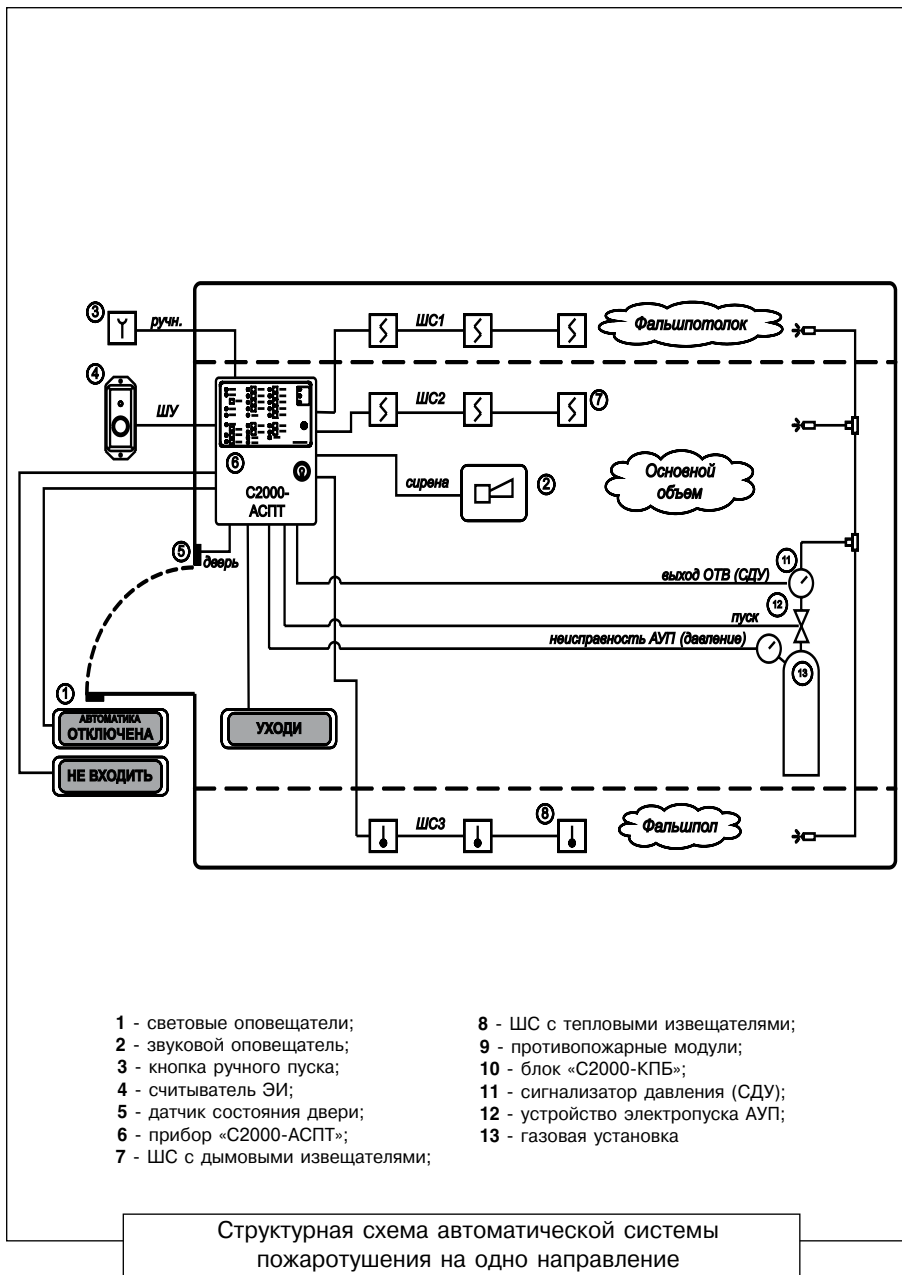 3
ручн.
ШС1
Фальшпотолок
4
ШУ
ШС2
7
6
С2000-
АСПТ
сирена
2
Основной
объем
5
дверь
11
выход ОТВ (СДУ)
12
пуск
неисправность АУП (давление)
13
1
АВТОМАТИКА
ОТКЛЮЧЕНА
УХОДИ
НЕ ВХОДИТЬ
ШС3
8
Фальшпол
1 - световые оповещатели;
2 - звуковой оповещатель;
3 - кнопка ручного пуска;
4 - считыватель ЭИ;
5 - датчик состояния двери;
6 - прибор «С2000-АСПТ»;
7 - ШС с дымовыми извещателями;
8 - ШС с тепловыми извещателями;
9 - противопожарные модули;
10 - блок «С2000-КПБ»;
11 - сигнализатор давления (СДУ);
12 - устройство электропуска АУП;
13 - газовая установка
Структурная схема автоматической системы
пожаротушения на одно направление